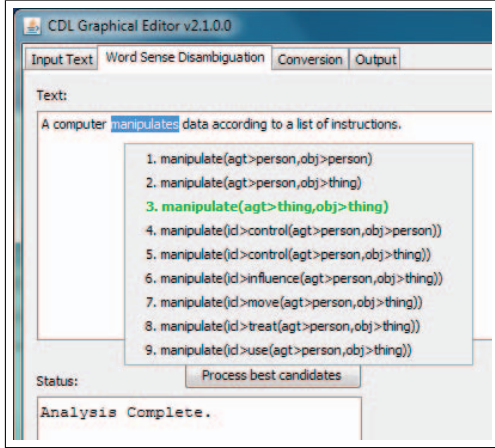 CDL Graphical Editor v2.1.0.0
Input Text Word Sense Disambiguation Conversion Output
Text:
A computer manipulates data according to a list of instructions.
1. manipulate(agt>person,obj>person)
2. manipulate(agt>person,obj>thing)
3. manipulate(agt>thing,obj>thing)
4. manipulate(icl>control(agt>person,obj>person))
5. manipulate(icl>control(agt>person,obj>thing))
6. manipulate(icl>influence(agt>person,obj>thing))
7. manipulate(icl>move(agt>person,obj>thing))
8. manipulate(icl>treat(agt>person,obj>thing))
9. manipulate(icl>use(agt>person,obj>thing))
Process best candidates
Status:
Analysis Complete.